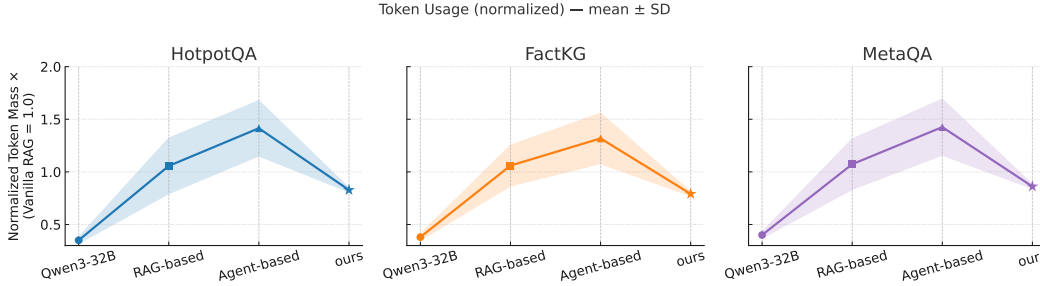 Token Usage (normalized) — mean ± SD
HotpotQA
FactKG
MetaQA
Normalized Token Mass ×
(Vanilla RAG = 1.0)
2.0
1.5
1.0
0.5
Qwen3-32B
RAG-based
Agent-based
ours
Qwen3-32B
RAG-based
Agent-based
ours
Qwen3-32B
RAG-based
Agent-based
ours